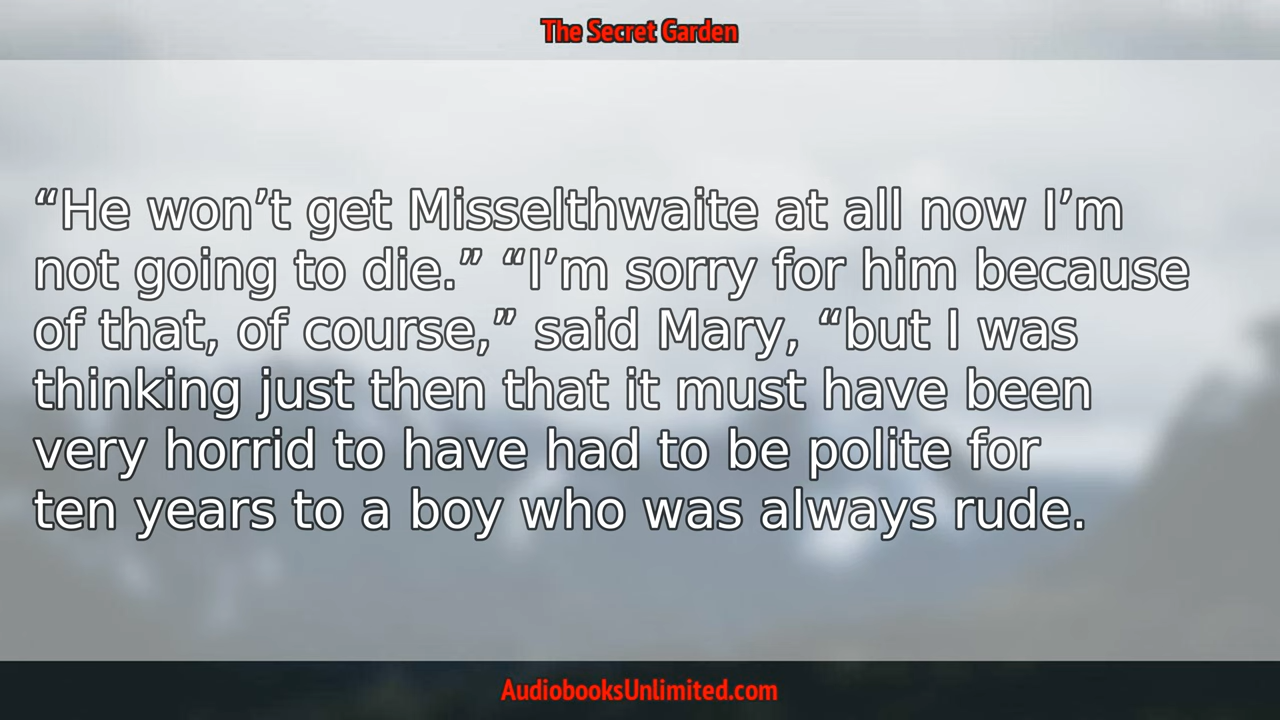 The Secret Garden
“He won’t get Misselthwaite at all now I’m
not going to die.” “I’m sorry for him because
of that, of course,” said Mary, “but I was
thinking just then that it must have been
very horrid to have had to be polite for
ten years to a boy who was always rude.
AudiobooksUnlimited.com